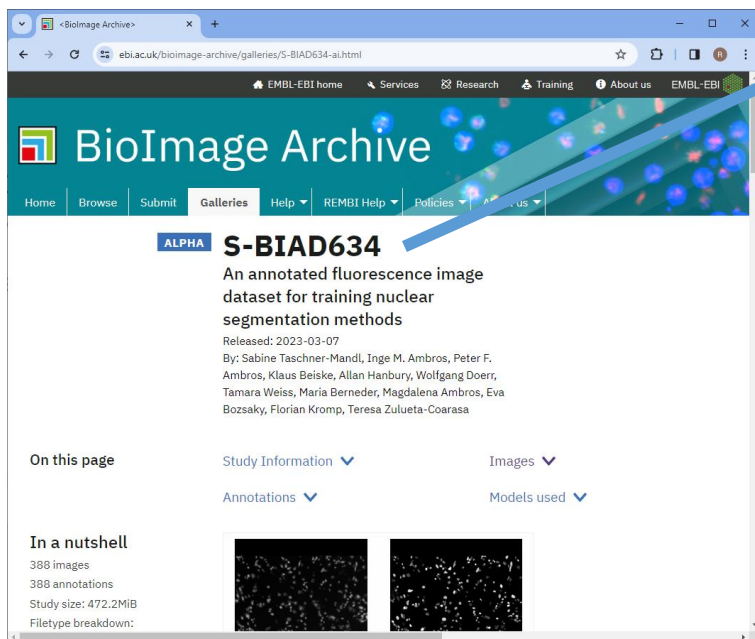 <BioImage Archive>
ebi.ac.uk/bioimage-archive/galleries/S-BIAD634-ai.html
R
EMBL-EBI home Services Research Training About us EMBL-EBI
BioImage Archive
Home Browse Submit Galleries Help REMBI Help Policies About us
ALPHA S-BIAD634
An annotated fluorescence image
dataset for training nuclear
segmentation methods
Released: 2023-03-07
By: Sabine Taschner-Mandl, Inge M. Ambros, Peter F.
Ambros, Klaus Beiske, Allan Hanbury, Wolfgang Doerr,
Tamara Weiss, Maria Berneder, Magdalena Ambros, Eva
Bozsaky, Florian Kromp, Teresa Zulueta-Coarasa
On this page Study Information Images
Annotations Models used
In a nutshell
388 images
388 annotations
Study size: 472.2MiB
Filetype breakdown: